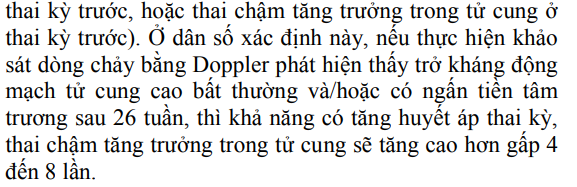 thai kỳ trước, hoặc thai chậm tăng trưởng trong tử cung ở
thai kỳ trước). Ở dân số xác định này, nếu thực hiện khảo
sát dòng chảy bằng Doppler phát hiện thấy trở kháng động
mạch tử cung cao bất thường và/hoặc có ngấn tiền tâm
trương sau 26 tuần, thì khả năng có tăng huyết áp thai kỳ,
thai chậm tăng trưởng trong tử cung sẽ tăng cao hơn gấp 4
đến 8 lần.